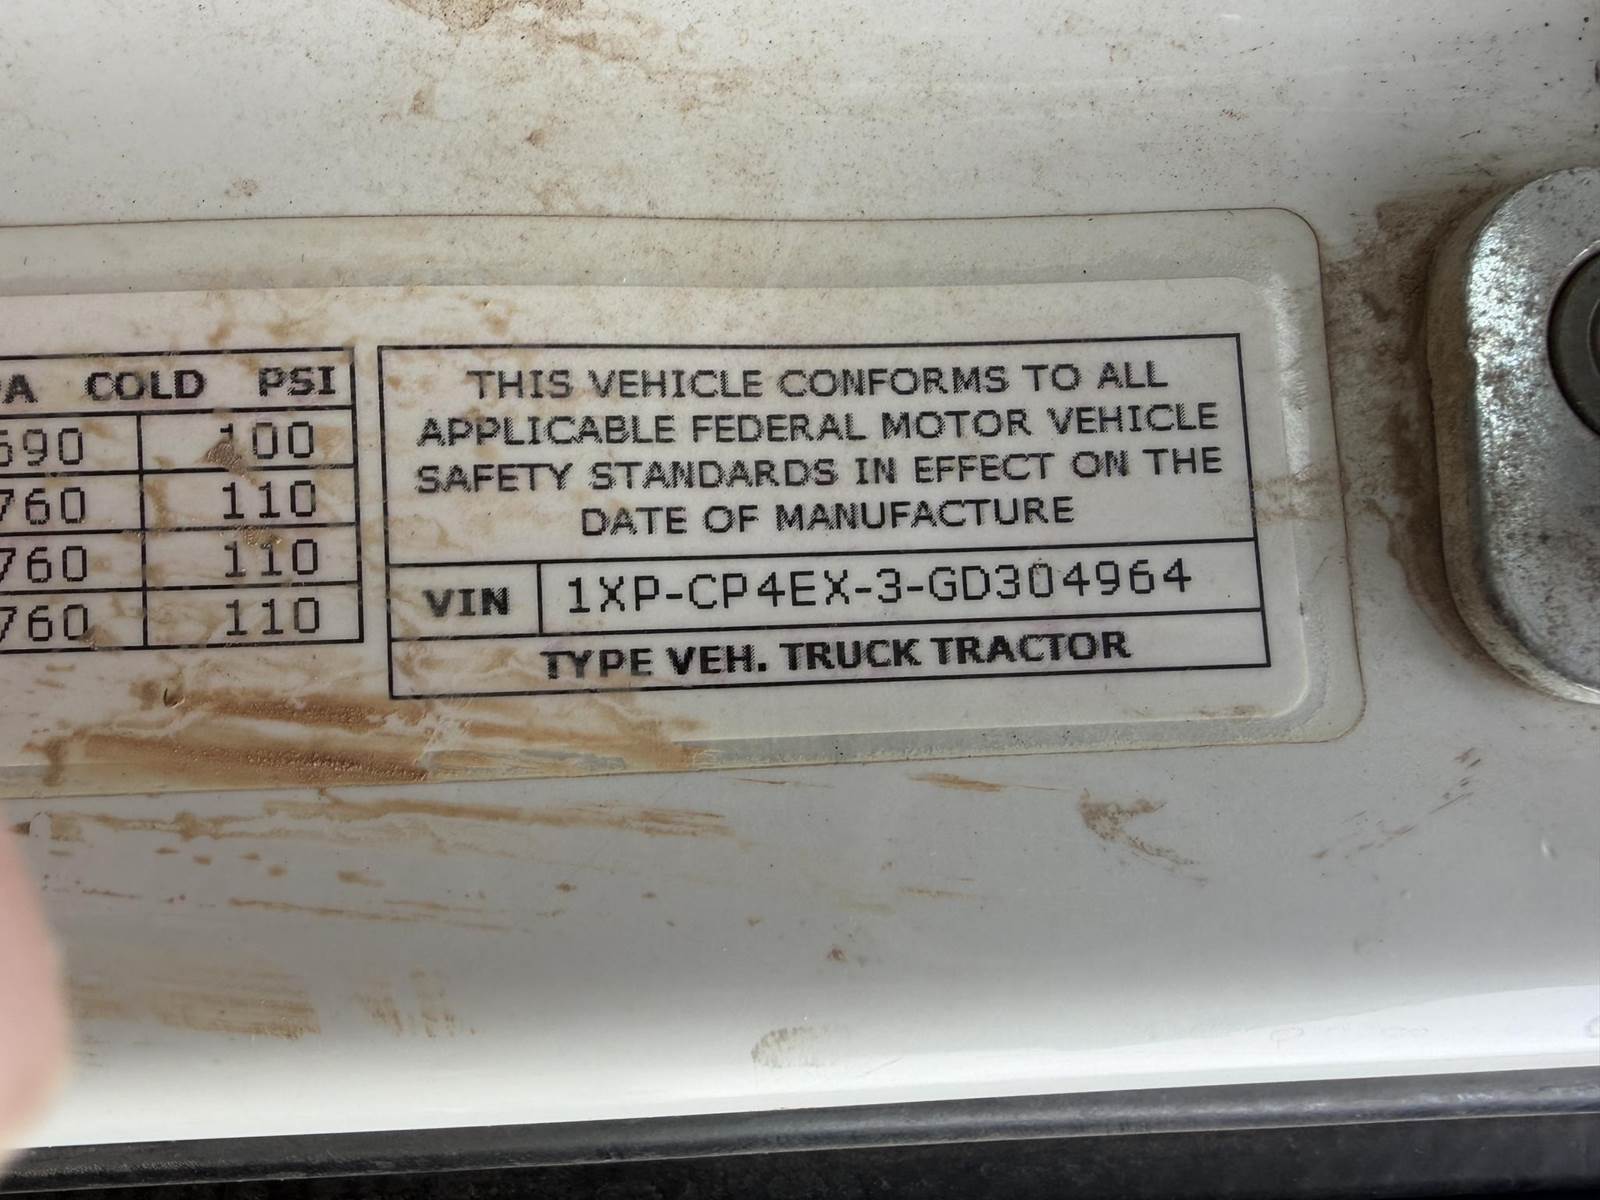 PA COLD PSI
690 100
760 110
760 110
760 110
THIS VEHICLE CONFORMS TO ALL
APPLICABLE FEDERAL MOTOR VEHICLE
SAFETY STANDARDS IN EFFECT ON THE
DATE OF MANUFACTURE
VIN 1XP-CP4EX-3-GD304964
TYPE VEH. TRUCK TRACTOR